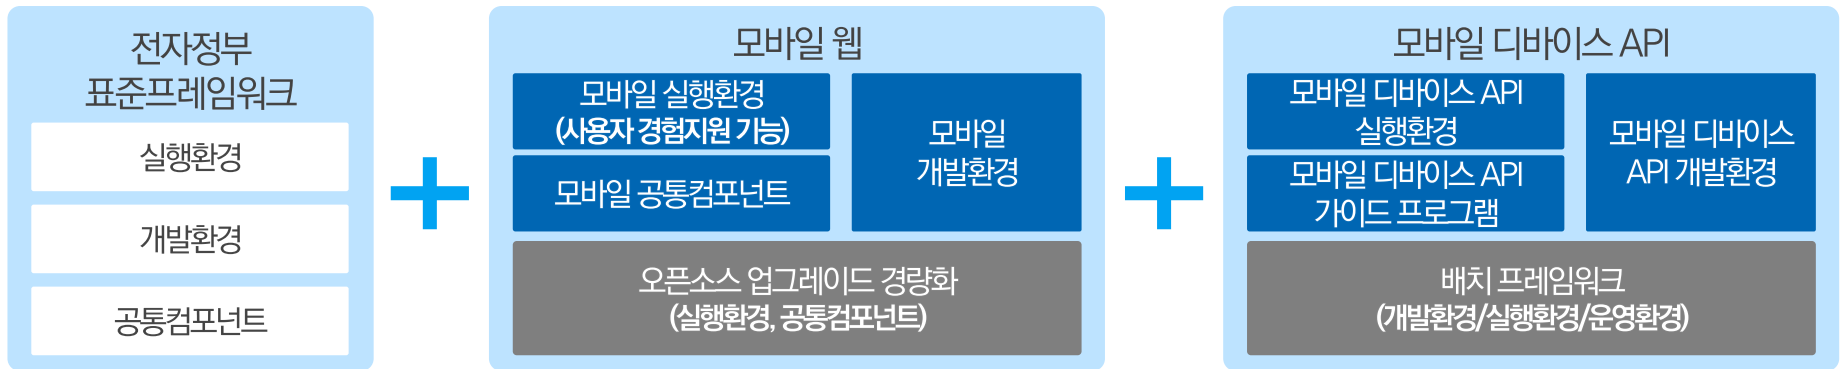 전자정부
표준프레임워크
실행환경
개발환경
공통컴포넌트
모바일 웹
모바일 실행환경
(사용자 경험지원 기능)
모바일 공통컴포넌트
모바일
개발환경
오픈소스 업그레이드 경량화
(실행환경, 공통컴포넌트)
모바일 디바이스 API
모바일 디바이스 API
실행환경
모바일 디바이스 API
가이드 프로그램
모바일 디바이스
API 개발환경
배치 프레임워크
(개발환경/실행환경/운영환경)